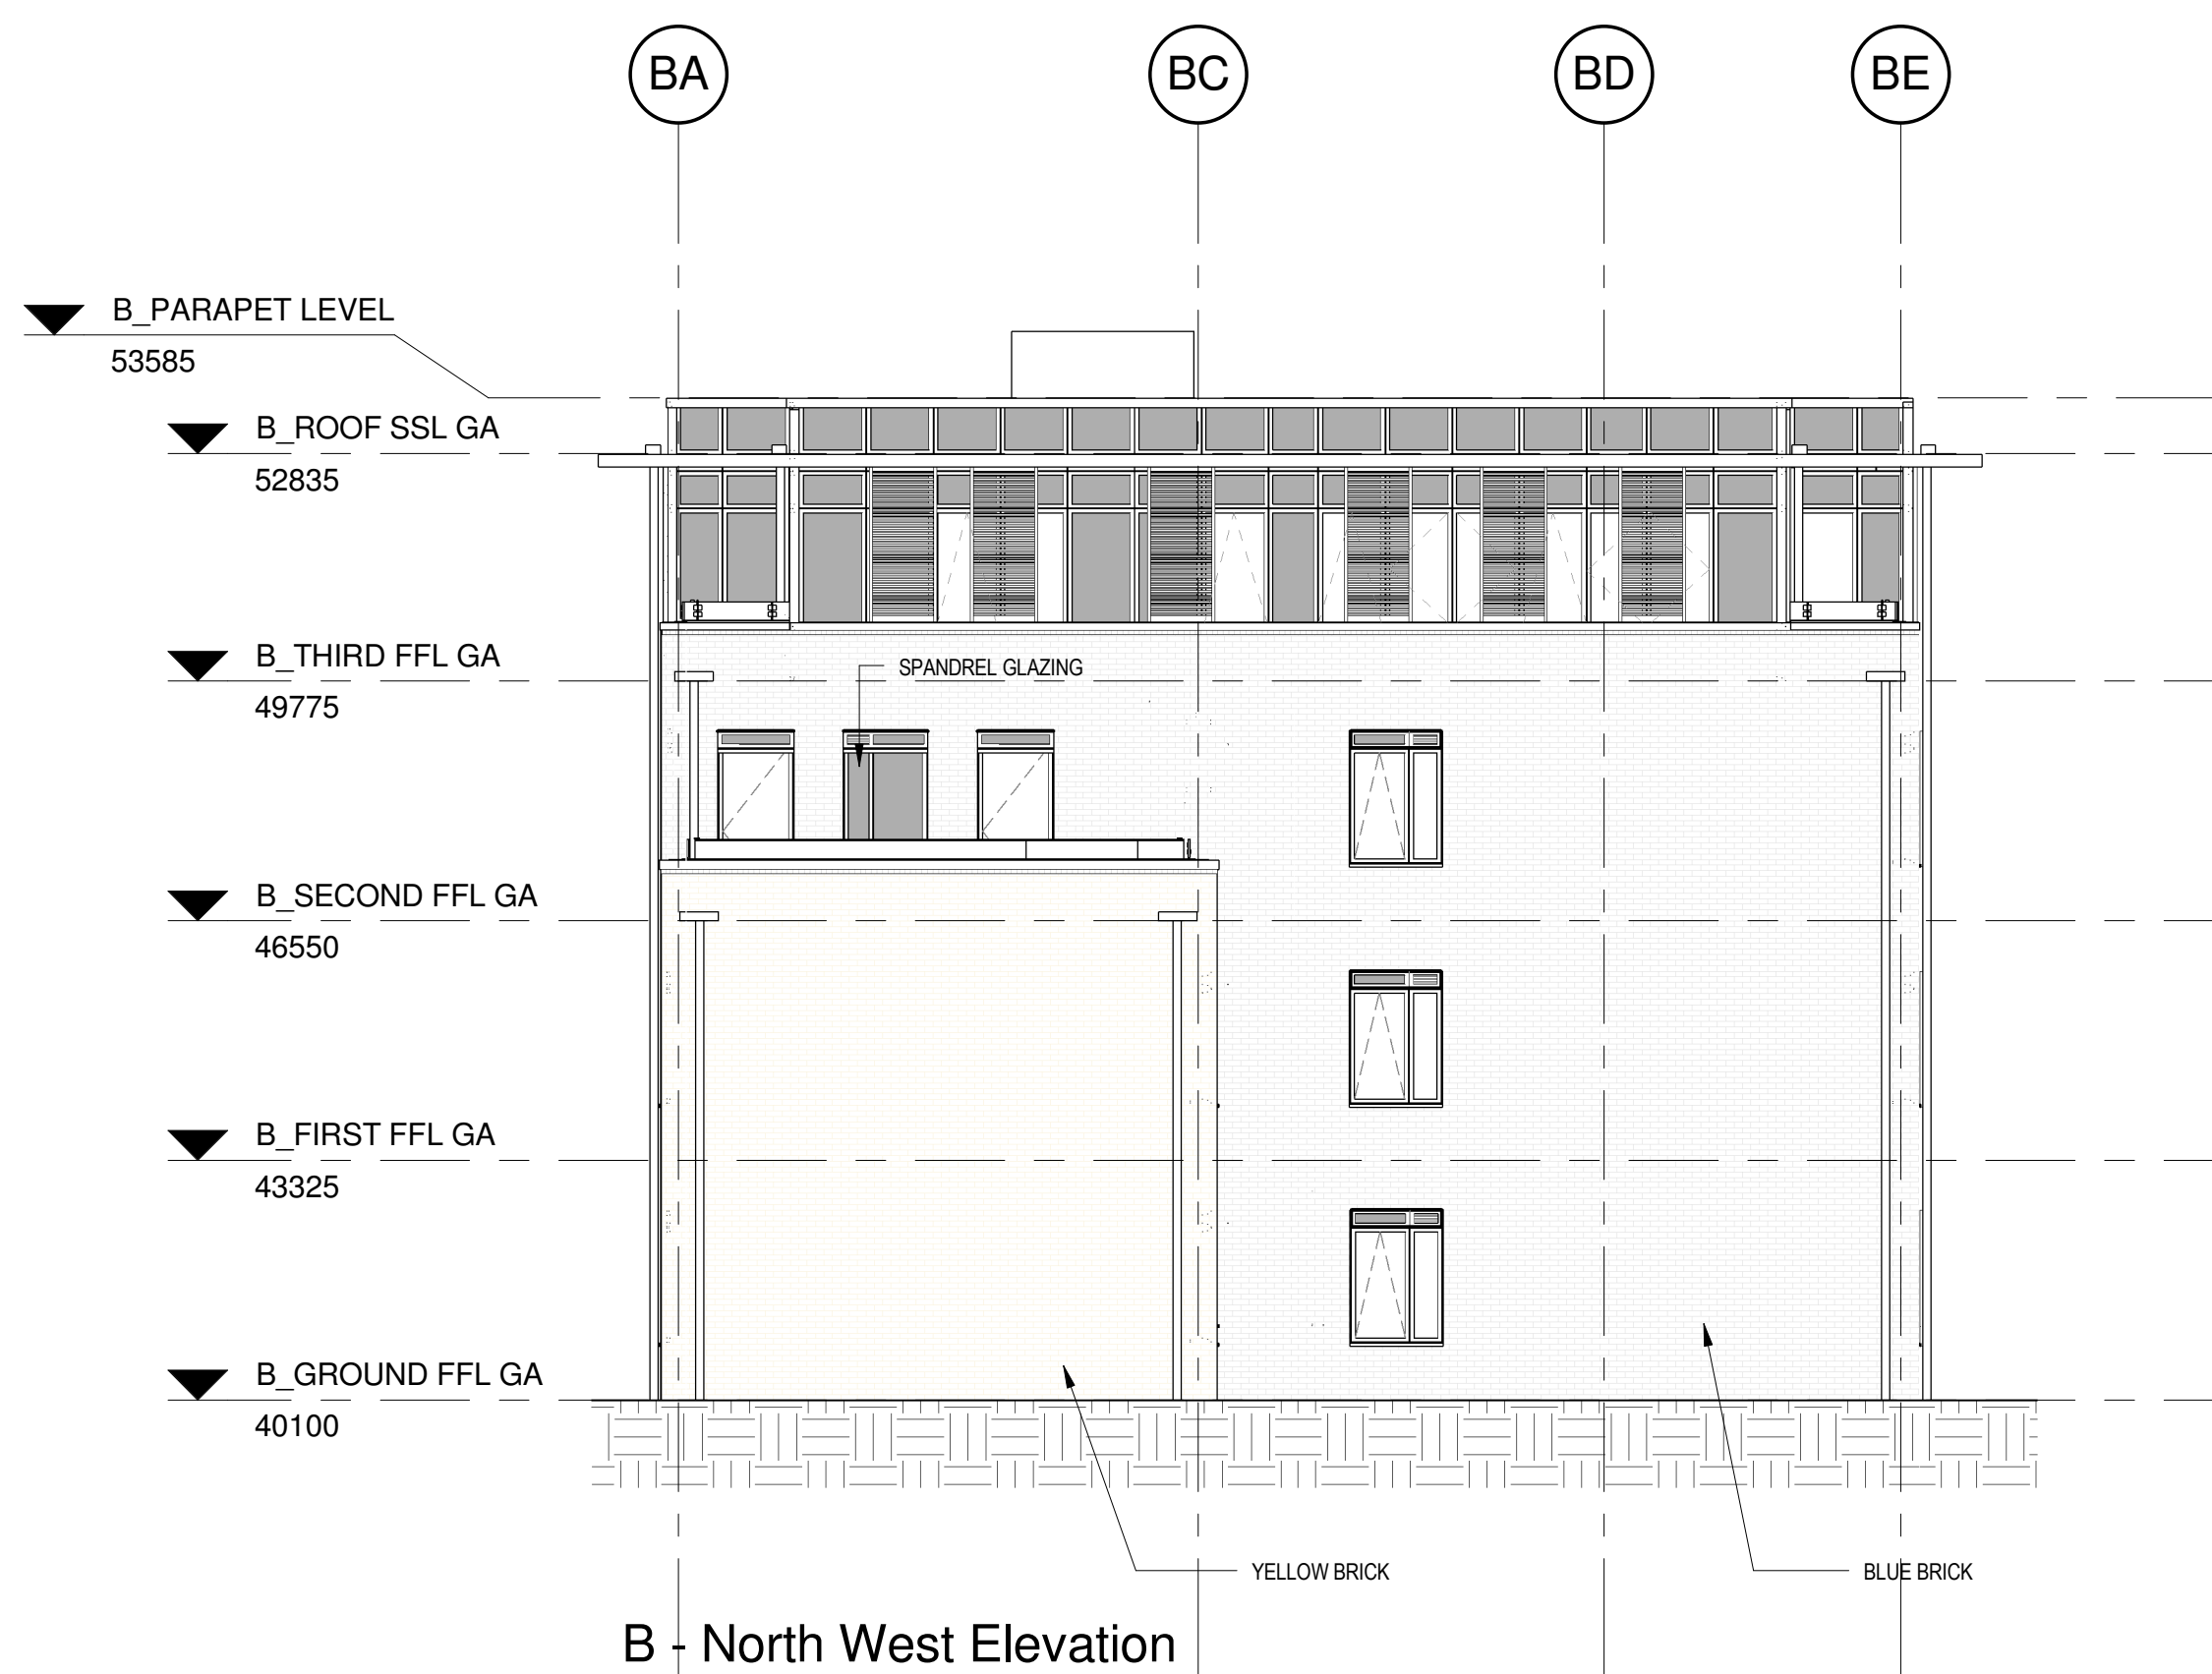 BA
BC
BD
BE
B_PARAPET LEVEL
53585
B_ROOF SSL GA
52835
B_THIRD FFL GA
49775
SPANDREL GLAZING
B_SECOND FFL GA
46550
B_FIRST FFL GA
43325
B_GROUND FFL GA
40100
YELLOW BRICK
BLUE BRICK
B - North West Elevation